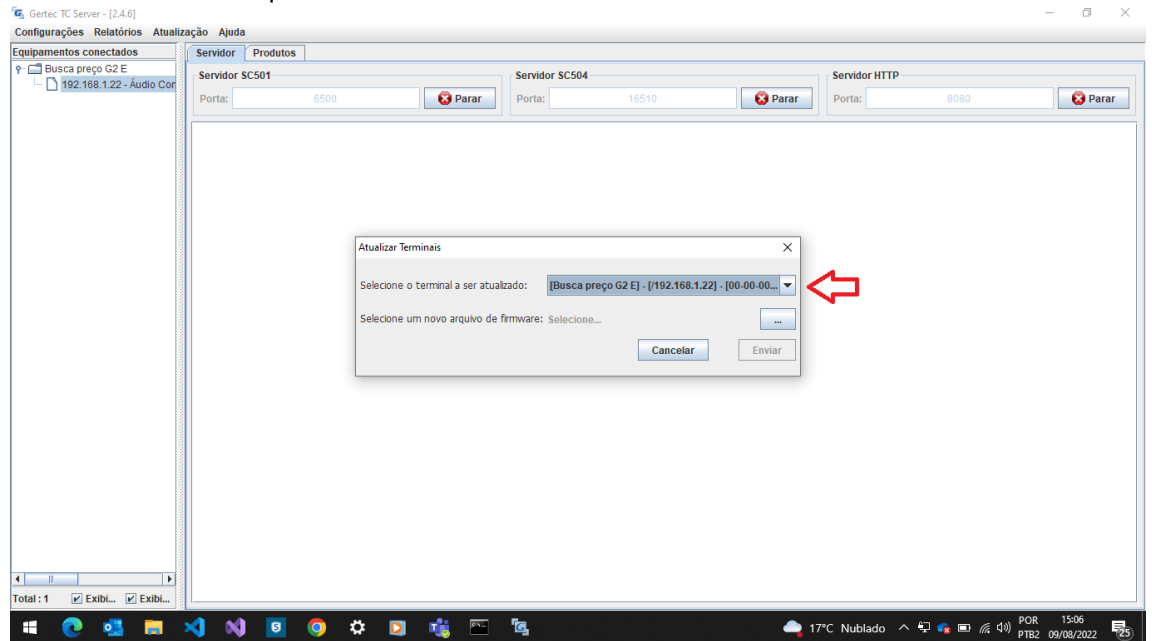 Gertec TC Server - [2.4.6]
Configurações Relatórios Atualização Ajuda
Equipamentos conectados
Busca preço G2 E
192.168.1.22 - Áudio Cor
Servidor Produtos
Servidor SC501 Servidor SC504 Servidor HTTP
Porta: 6500 Parar Porta: 16510 Parar Porta: 8080 Parar
Atualizar Terminais
Selecione o terminal a ser atualizado: [Busca preço G2 E] - [/192.168.1.22] - [00-00-00...
Selecione um novo arquivo de firmware: Selecione... ...
Cancelar Enviar
Total : 1 Exibi... Exibi...
17°C Nublado POR 15:06
PTB2 09/08/2022 25